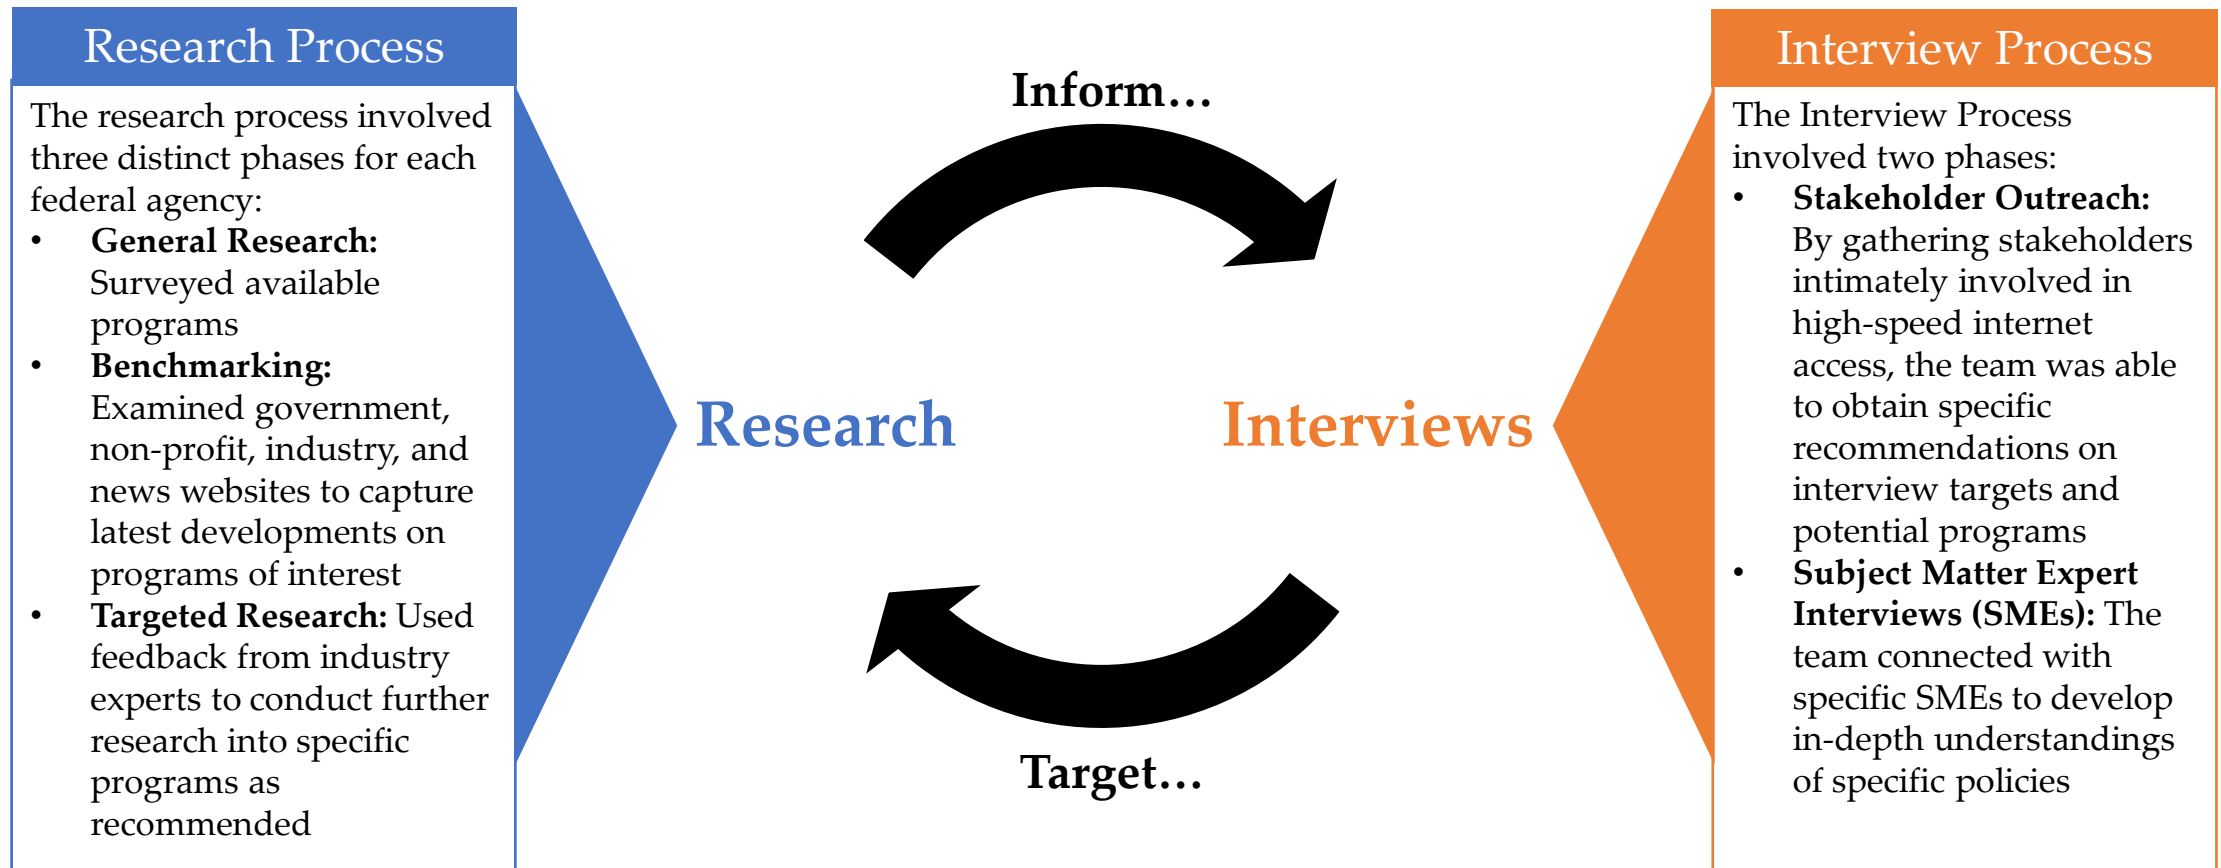 Research Process
The research process involved
three distinct phases for each
federal agency:
• General Research:
Surveyed available
programs
• Benchmarking:
Examined government,
non-profit, industry, and
news websites to capture
latest developments on
programs of interest
• Targeted Research: Used
feedback from industry
experts to conduct further
research into specific
programs as
recommended
Inform…
Research
Interviews
Target…
Interview Process
The Interview Process
involved two phases:
• Stakeholder Outreach:
By gathering stakeholders
intimately involved in
high-speed internet
access, the team was able
to obtain specific
recommendations on
interview targets and
potential programs
• Subject Matter Expert
Interviews (SMEs): The
team connected with
specific SMEs to develop
in-depth understandings
of specific policies